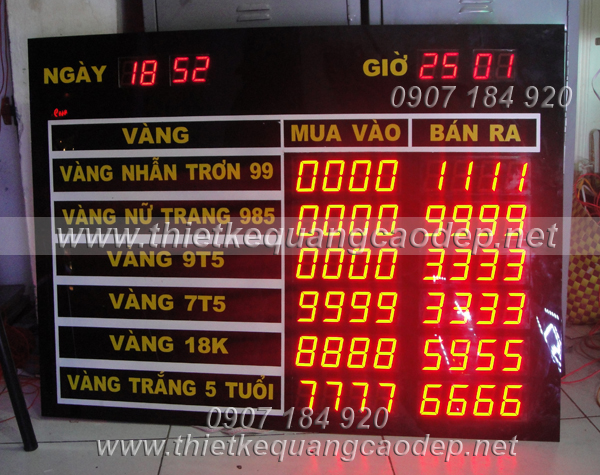 NGÀY 18 52 GIỜ 25 01
0907 184 920
VÀNG MUA VÀO BÁN RA
VÀNG NHẪN TRƠN 99 0000 1111
VÀNG NỮ TRANG 985 0000 9999
www.thietkequangcaodep.net
VÀNG 9T5 0000 3333
VÀNG 7T5 9999 3333
VÀNG 18K 8888 5955
VÀNG TRẮNG 5 TUỔI 7777 6666
0907 184 920
www.thietkequangcaodep.net